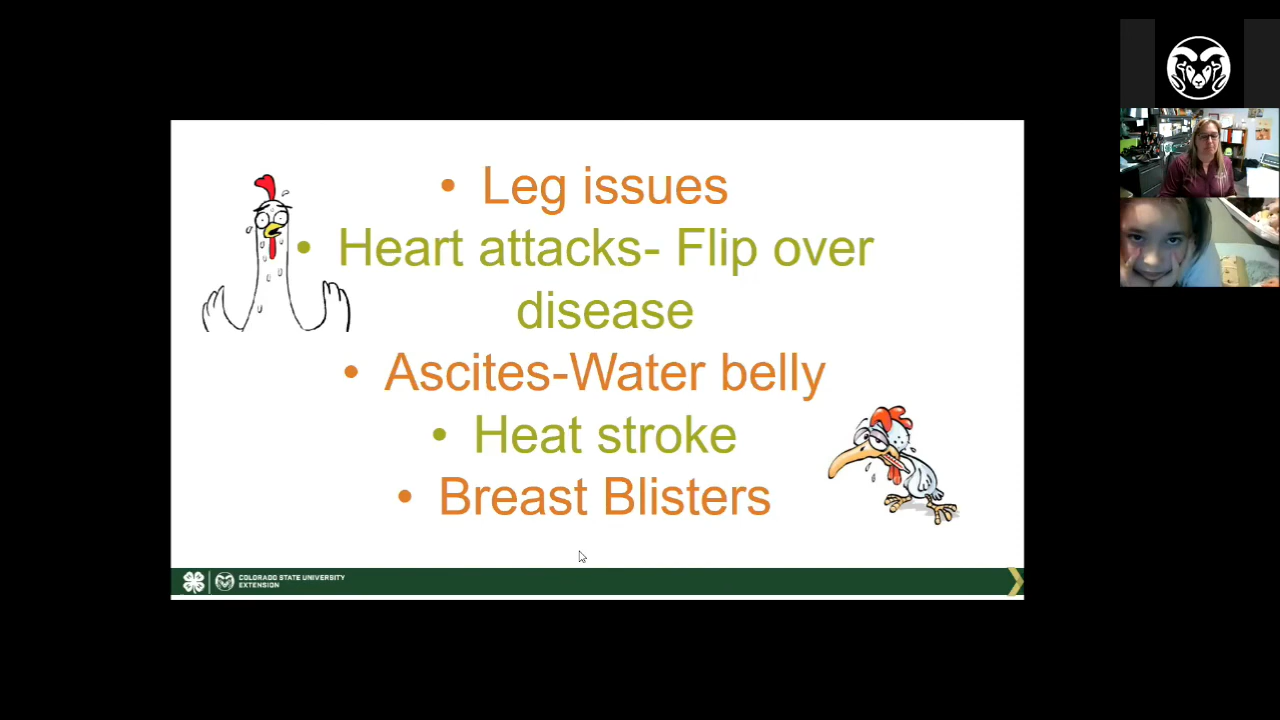 • Leg issues
• Heart attacks- Flip over
disease
• Ascites-Water belly
• Heat stroke
• Breast Blisters
COLORADO STATE UNIVERSITY
EXTENSION